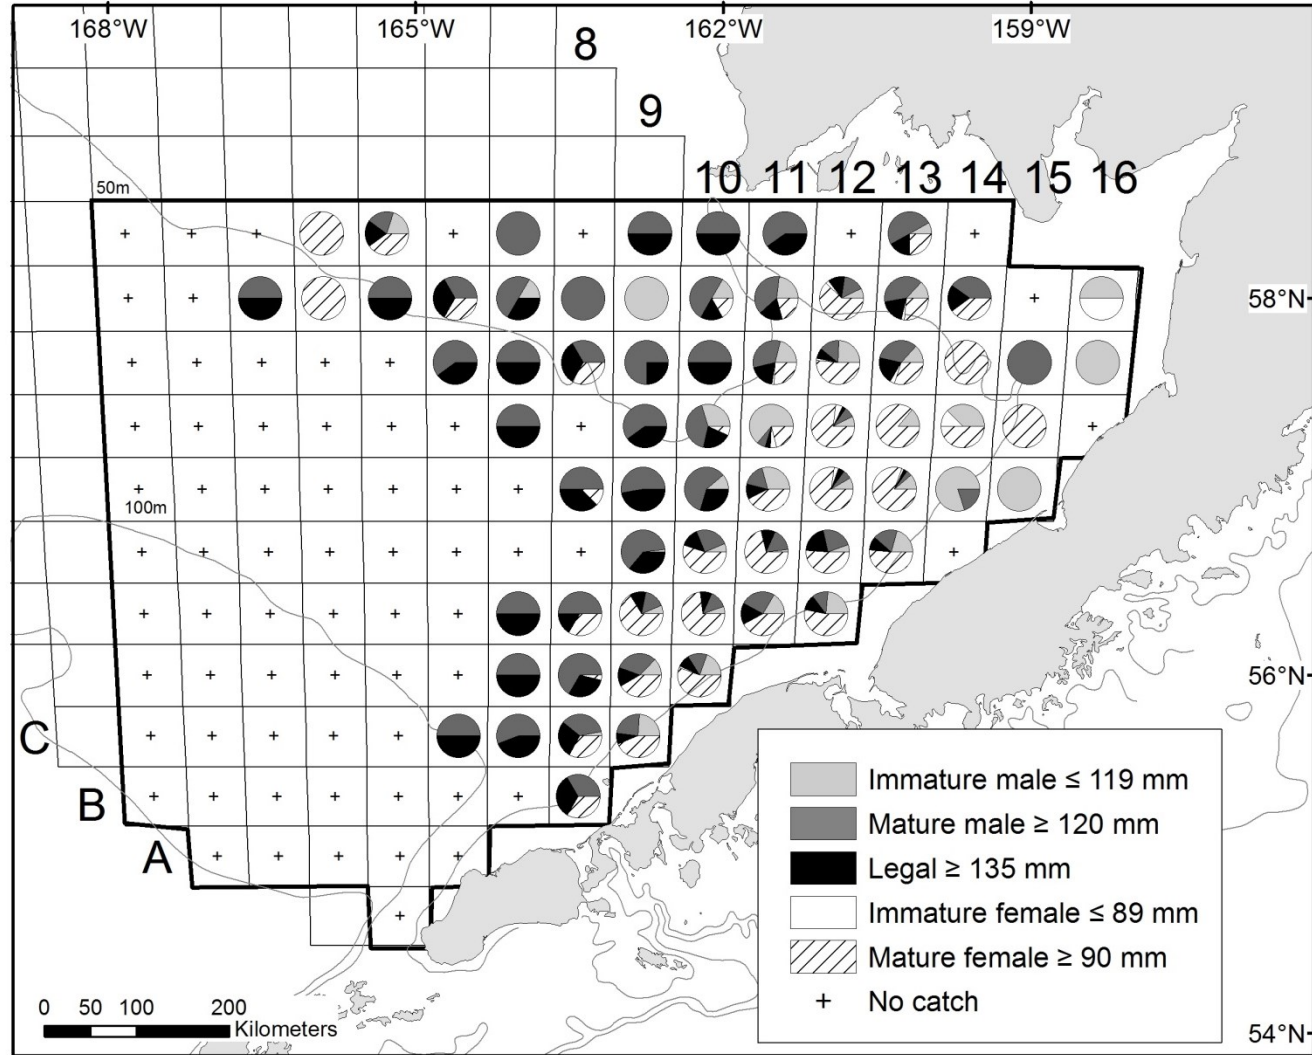 168°W 165°W 162°W 159°W
8
9
10 11 12 13 14 15 16
50m
58°N
100m
56°N
C
B
A
Immature male ≤ 119 mm
Mature male ≥ 120 mm
Legal ≥ 135 mm
Immature female ≤ 89 mm
Mature female ≥ 90 mm
+ No catch
0 50 100 200
Kilometers
54°N